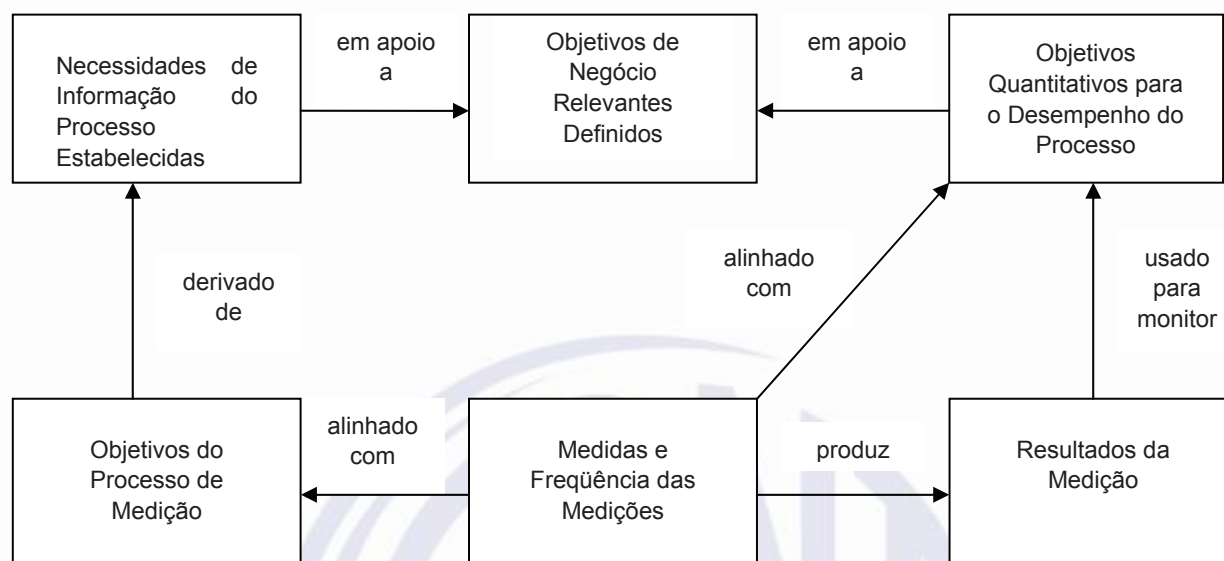 Necessidades de
Informação do
Processo
Estabelecidas
em apoio
a
Objetivos de
Negócio
Relevantes
Definidos
em apoio
a
Objetivos
Quantitativos para
o Desempenho do
Processo
derivado
de
alinhado
com
usado
para
monitor
Objetivos do
Processo de
Medição
alinhado
com
Medidas e
Freqüência das
Medições
produz
Resultados da
Medição